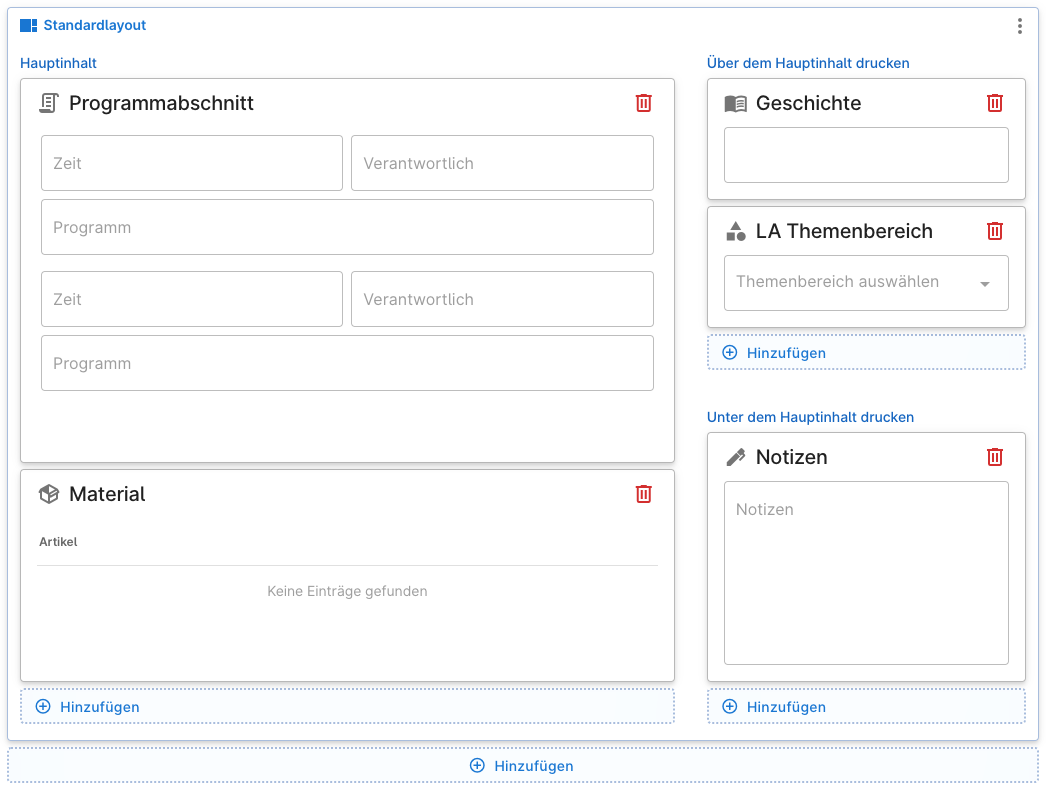 Standardlayout
Hauptinhalt
Programmabschnitt
Zeit
Verantwortlich
Programm
Zeit
Verantwortlich
Programm
Material
Artikel
Keine Einträge gefunden
Hinzufügen
Über dem Hauptinhalt drucken
Geschichte
LA Themenbereich
Themenbereich auswählen
Hinzufügen
Unter dem Hauptinhalt drucken
Notizen
Notizen
Hinzufügen
Hinzufügen